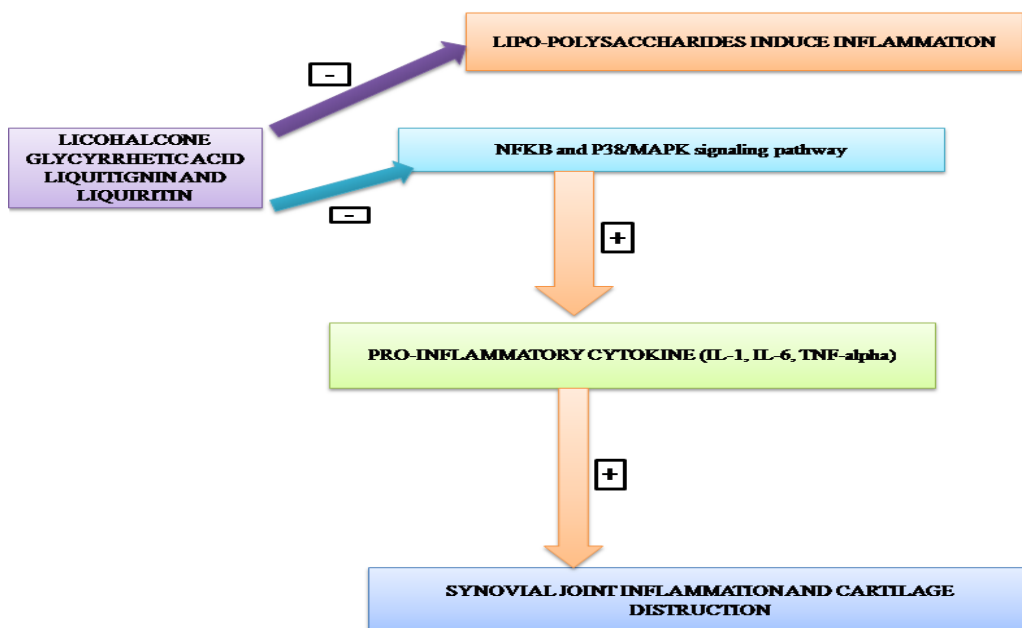 LIPO-POLYSACCHARIDES INDUCE INFLAMMATION
-
LICOHALCONE
GLYCYRRHETIC ACID
LIQUITIGNIN AND
LIQUIRITIN
NFKB and P38/MAPK signaling pathway
-
+
PRO-INFLAMMATORY CYTOKINE (IL-1, IL-6, TNF-alpha)
+
SYNOVIAL JOINT INFLAMMATION AND CARTILAGE
DISTRUCTION